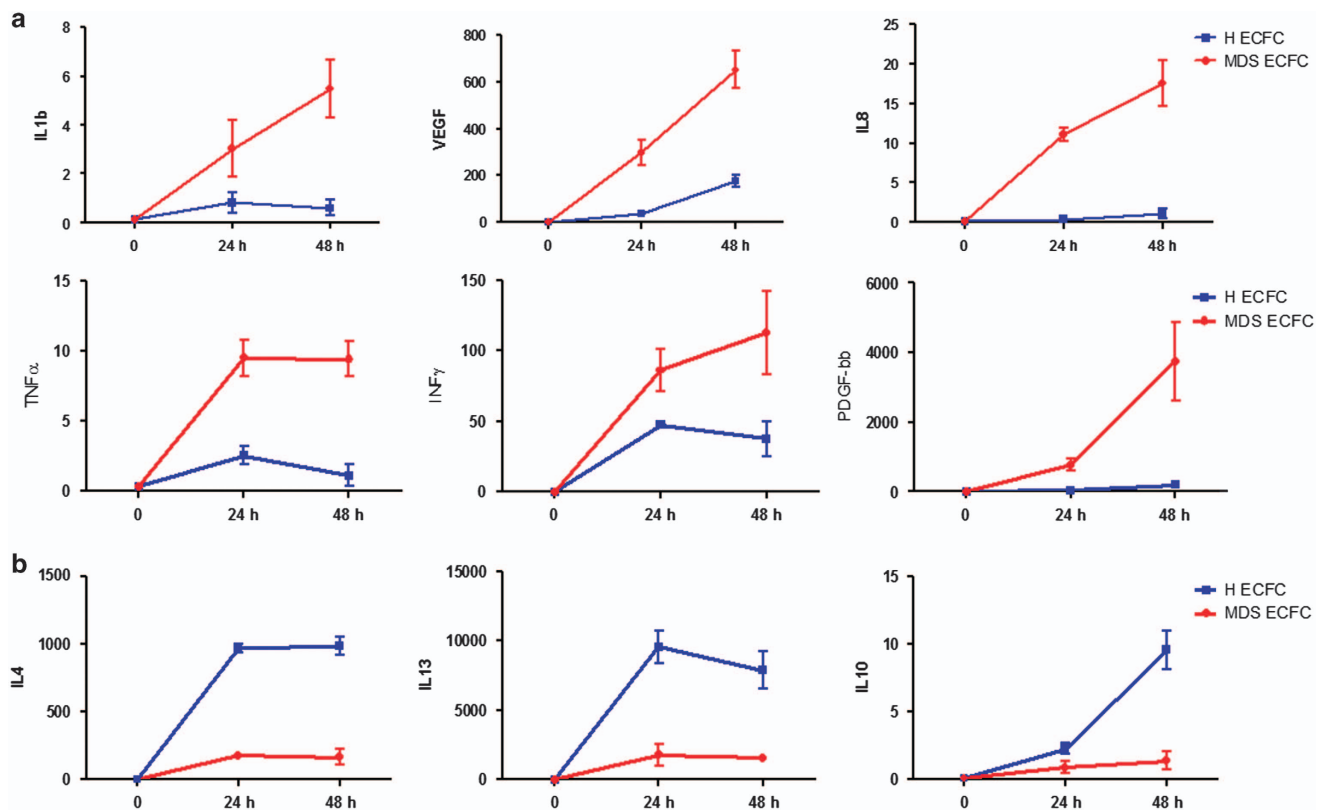 a
IL1b
8
6
4
2
0
0 24 h 48 h
VEGF
800
600
400
200
0
0 24 h 48 h
IL8
25
20
15
10
5
0
0 24 h 48 h
H ECFC
MDS ECFC
TNFα
15
10
5
0
0 24 h 48 h
INFγ
150
100
50
0
0 24 h 48 h
PDGF-bb
6000
4000
2000
0
0 24 h 48 h
H ECFC
MDS ECFC
b
IL4
1500
1000
500
0
0 24 h 48 h
IL13
15000
10000
5000
0
0 24 h 48 h
IL10
15
10
5
0
0 24 h 48 h
H ECFC
MDS ECFC